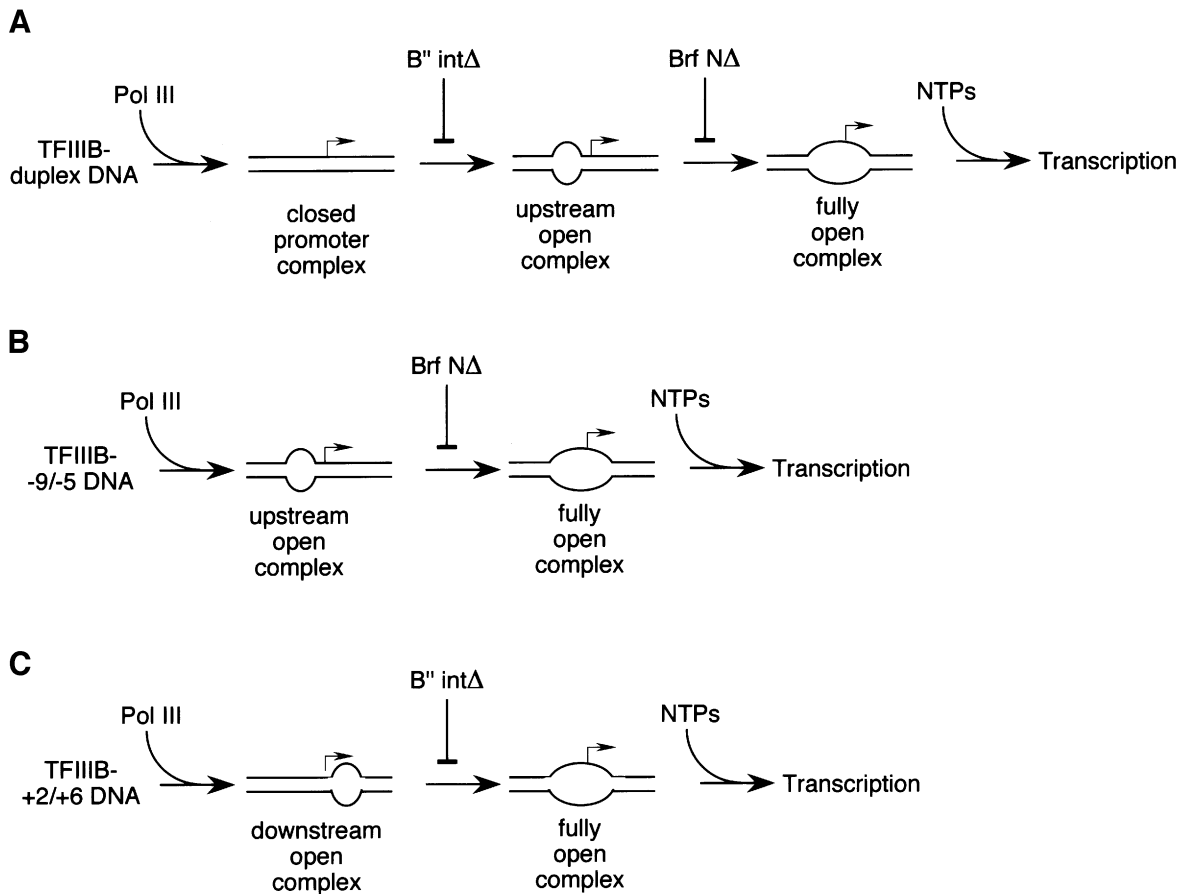 A
B" intΔ
Brf NΔ
Pol III
NTPs
TFIIIB-
duplex DNA
Transcription
closed
promoter
complex
upstream
open
complex
fully
open
complex
B
Brf NΔ
Pol III
NTPs
TFIIIB-
-9/-5 DNA
Transcription
upstream
open
complex
fully
open
complex
C
B" intΔ
Pol III
NTPs
TFIIIB-
+2/+6 DNA
Transcription
downstream
open
complex
fully
open
complex